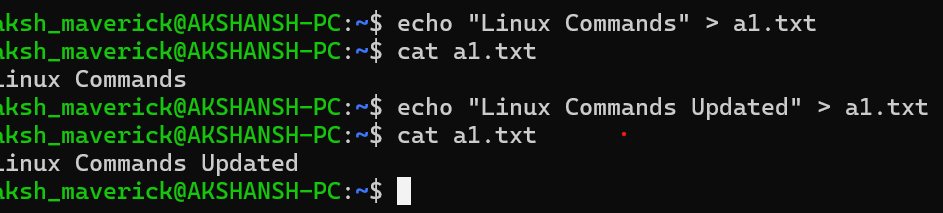 aksh_maverick@AKSHANSH-PC:~$ echo "Linux Commands" > a1.txt
aksh_maverick@AKSHANSH-PC:~$ cat a1.txt
Linux Commands
aksh_maverick@AKSHANSH-PC:~$ echo "Linux Commands Updated" > a1.txt
aksh_maverick@AKSHANSH-PC:~$ cat a1.txt
Linux Commands Updated
aksh_maverick@AKSHANSH-PC:~$